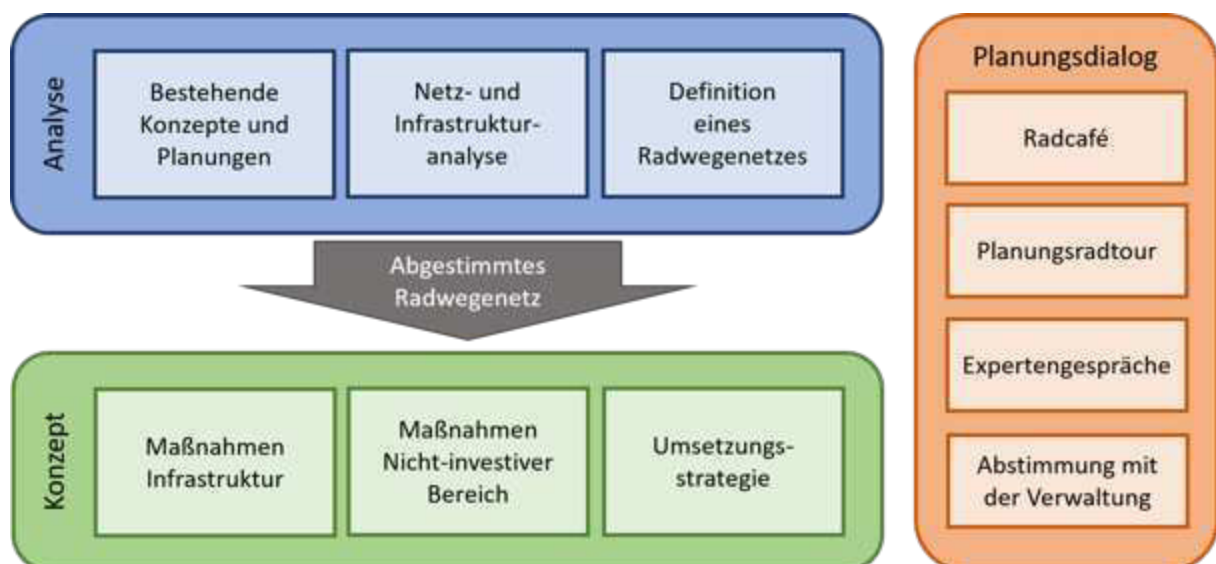 Analyse
Bestehende
Konzepte und
Planungen
Netz- und
Infrastruktur-
analyse
Definition
eines
Radwegenetzes
Abgestimmtes
Radwegenetz
Konzept
Maßnahmen
Infrastruktur
Maßnahmen
Nicht-investiver
Bereich
Umsetzungs-
strategie
Planungsdialog
Radcafé
Planungsradtour
Expertengespräche
Abstimmung mit
der Verwaltung